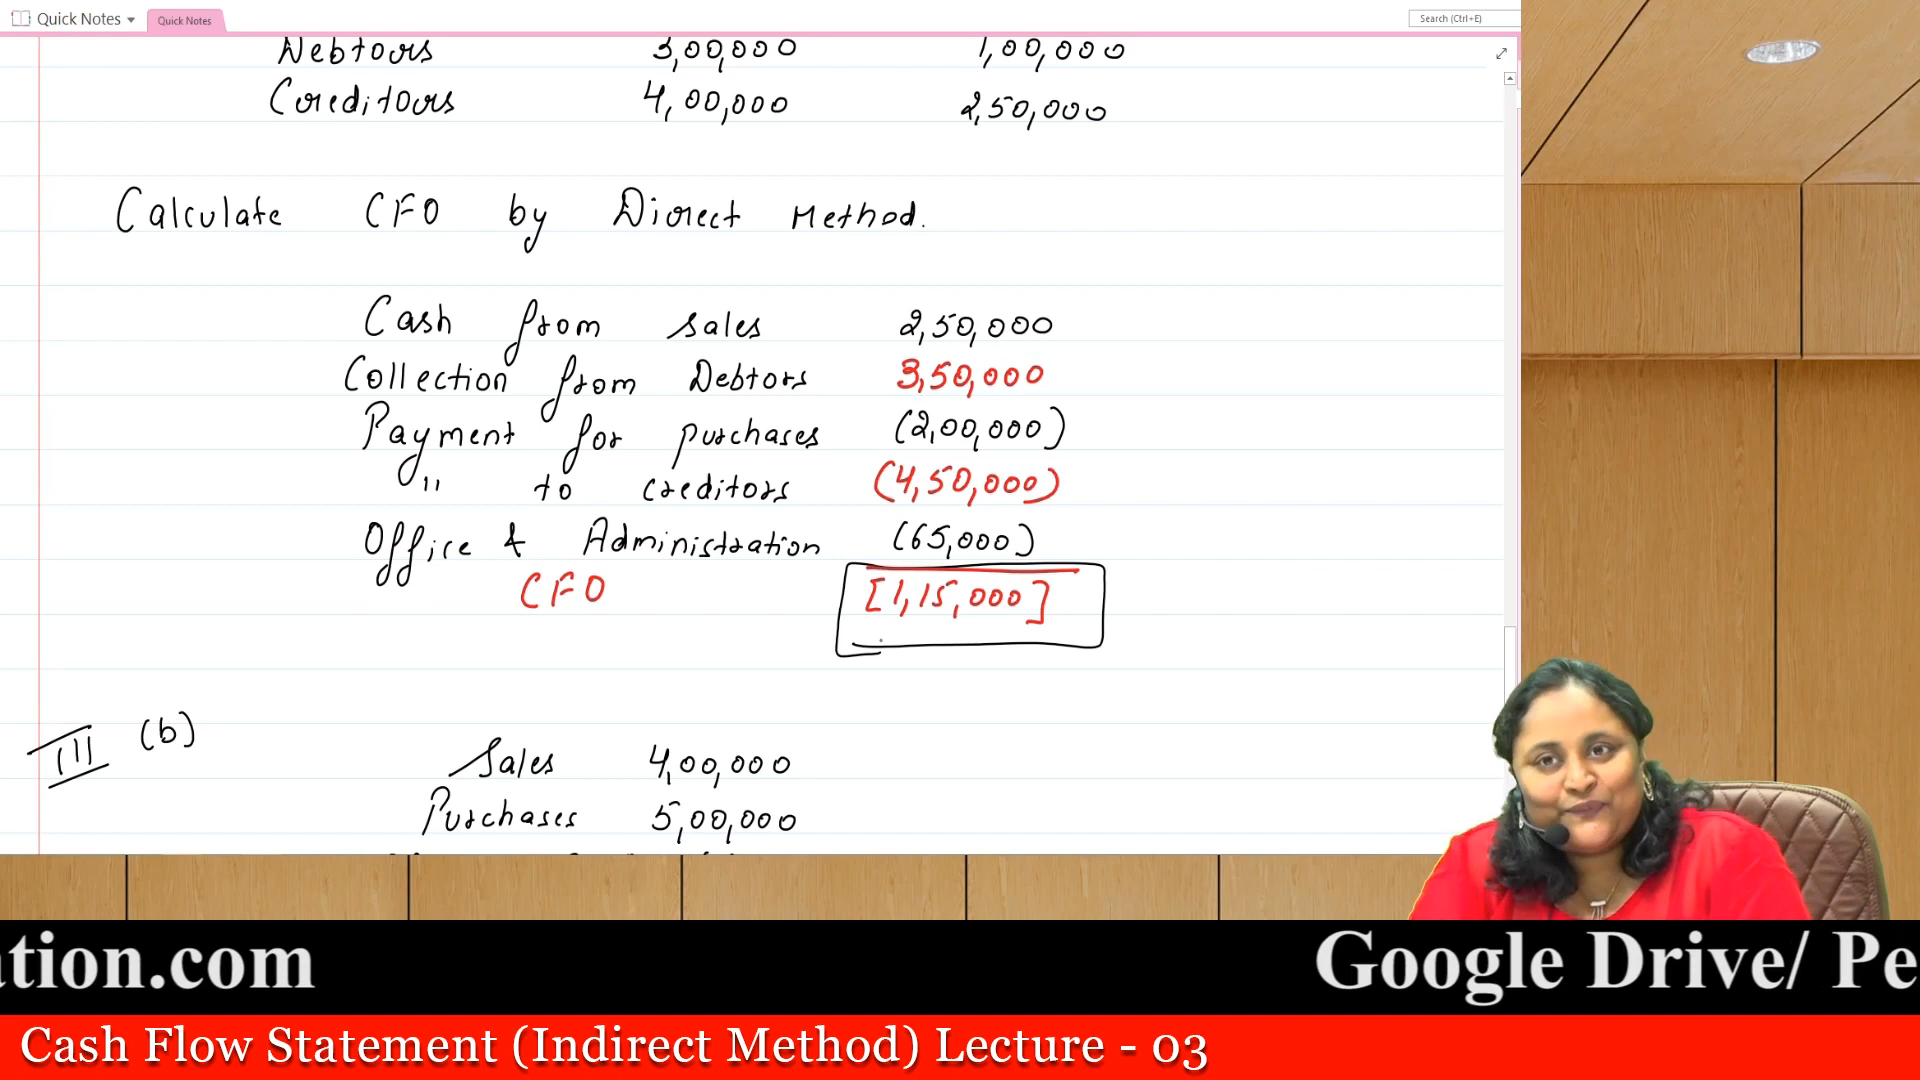 Quick Notes
Quick Notes
Search (Ctrl+E)
Debtors 3,00,000 1,00,000
Creditors 4,00,000 2,50,000
Calculate CFO by Direct Method.
Cash from sales 2,50,000
Collection from Debtors 3,50,000
Payment for purchases (2,00,000)
" to creditors (4,50,000)
Office & Administration (65,000)
CFO [1,15,000]
III (b)
Sales 4,00,000
Purchases 5,00,000
ation.com Google Drive/ Pe
Cash Flow Statement (Indirect Method) Lecture - 03